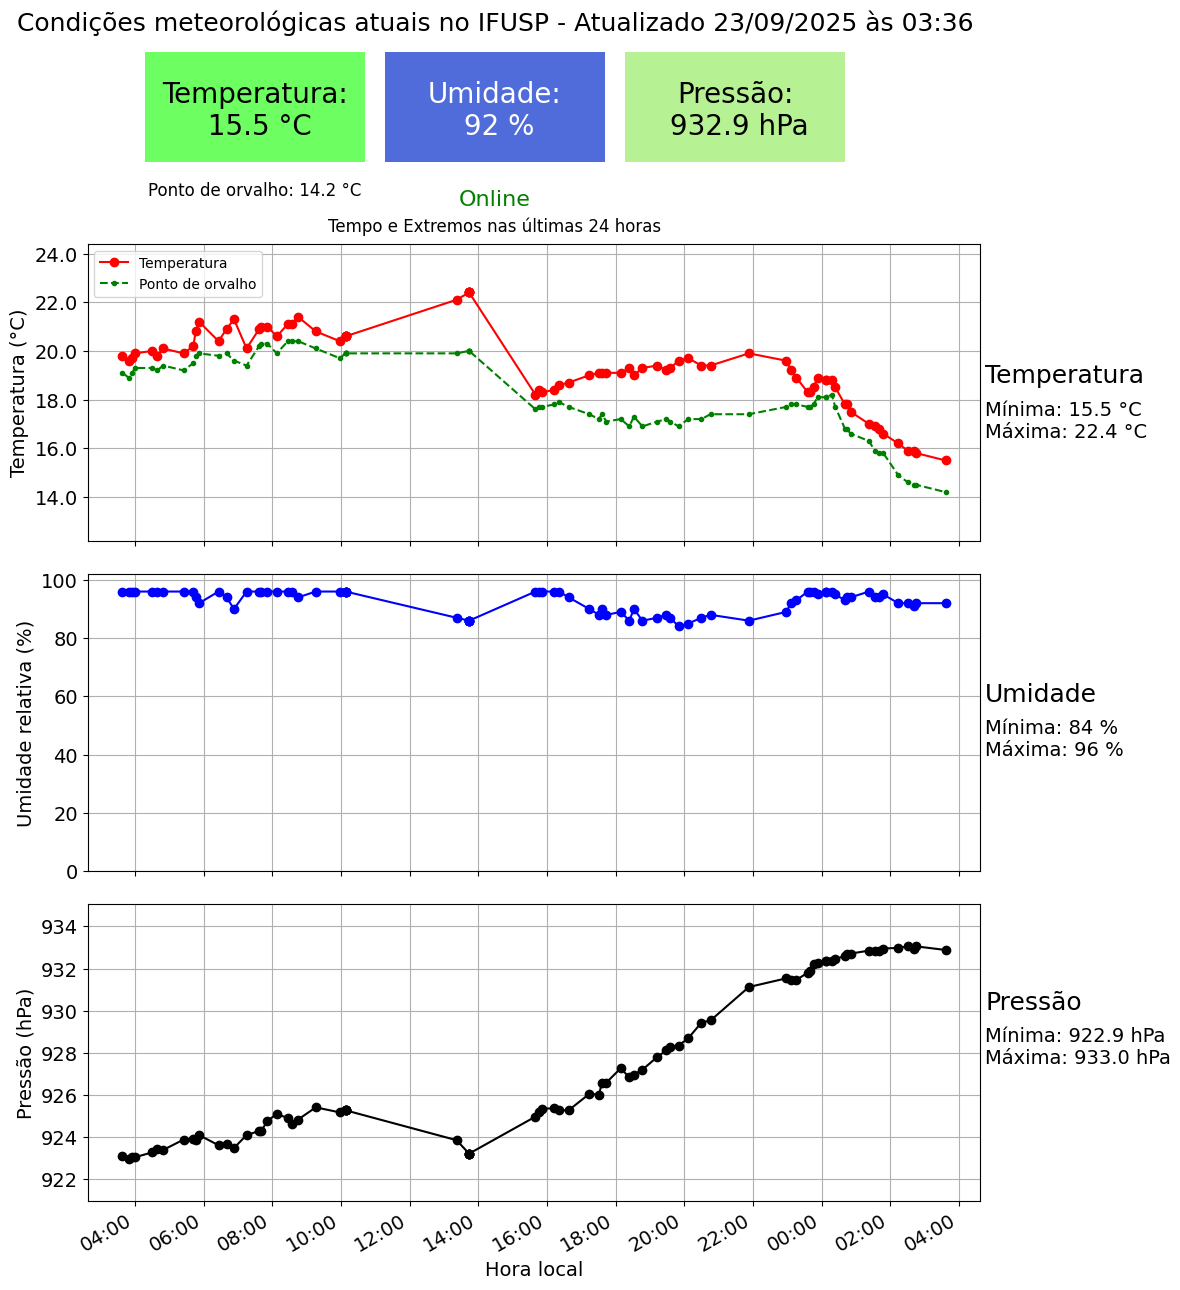 Condições meteorológicas atuais no IFUSP - Atualizado 23/09/2025 às 03:36
Temperatura:
15.5 °C
Umidade:
92 %
Pressão:
932.9 hPa
Ponto de orvalho: 14.2 °C
Online
Tempo e Extremos nas últimas 24 horas
Temperatura
Ponto de orvalho
Temperatura (°C)
24.0
22.0
20.0
18.0
16.0
14.0
Temperatura
Mínima: 15.5 °C
Máxima: 22.4 °C
Umidade relativa (%)
100
80
60
40
20
0
Umidade
Mínima: 84 %
Máxima: 96 %
Pressão (hPa)
934
932
930
928
926
924
922
Pressão
Mínima: 922.9 hPa
Máxima: 933.0 hPa
04:00 06:00 08:00 10:00 12:00 14:00 16:00 18:00 20:00 22:00 00:00 02:00 04:00
Hora local